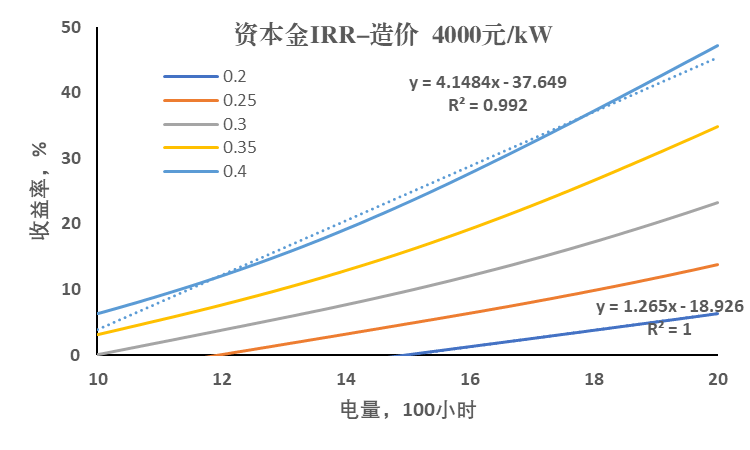 资本金IRR–造价 4000元/kW
50
40
30
20
10
0
收益率，%
0.2
0.25
0.3
0.35
0.4
y = 4.1484x - 37.649
R² = 0.992
y = 1.265x - 18.926
R² = 1
10 12 14 16 18 20
电量，100小时